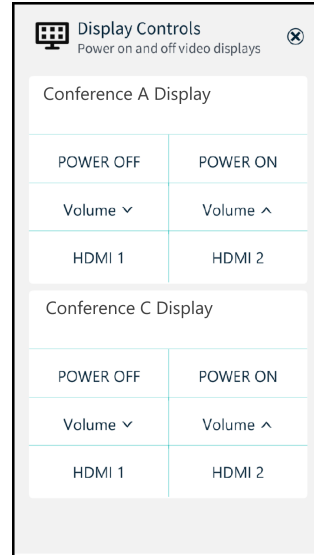 Display Controls
Power on and off video displays
Conference A Display
POWER OFF POWER ON
Volume Volume
HDMI 1 HDMI 2
Conference C Display
POWER OFF POWER ON
Volume Volume
HDMI 1 HDMI 2